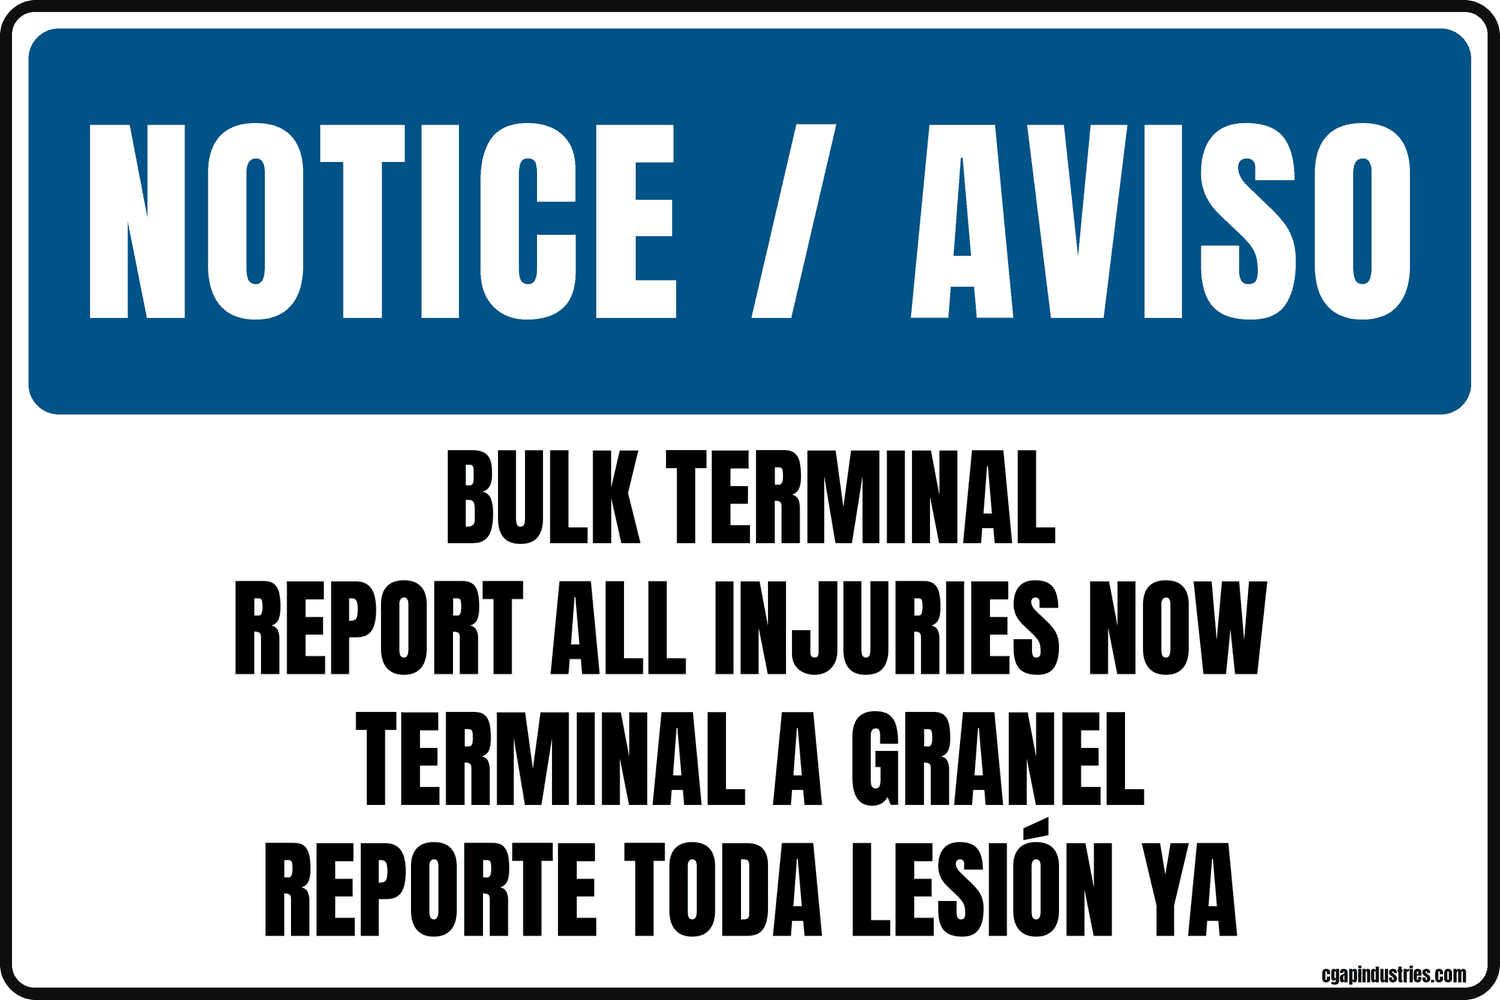 NOTICE / AVISO
BULK TERMINAL
REPORT ALL INJURIES NOW
TERMINAL A GRANEL
REPORTE TODA LESIÓN YA
cgapindustries.com